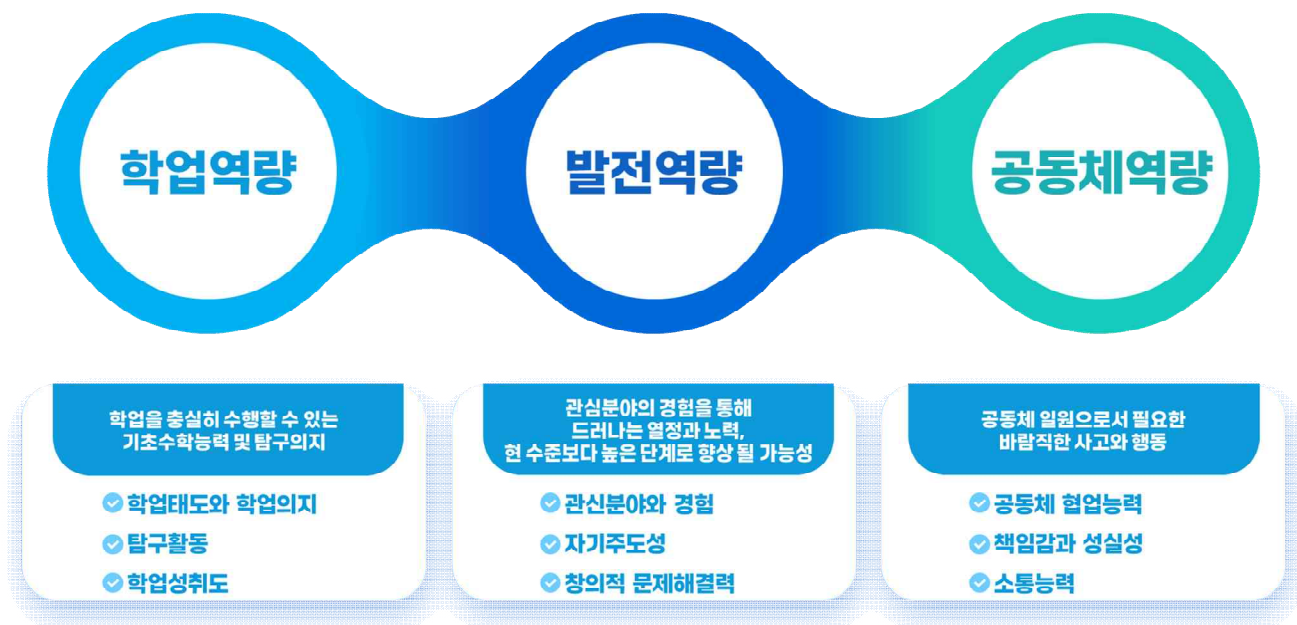 학업역량
발전역량
공동체역량
학업을 충실히 수행할 수 있는
기초수학능력 및 탐구의지
학업태도와 학업의지
탐구활동
학업성취도
관심분야의 경험을 통해
드러나는 열정과 노력,
현 수준보다 높은 단계로 향상 될 가능성
관신분야와 경험
자기주도성
창의적 문제해결력
공동체 일원으로서 필요한
바람직한 사고와 행동
공동체 협업능력
책임감과 성실성
소통능력